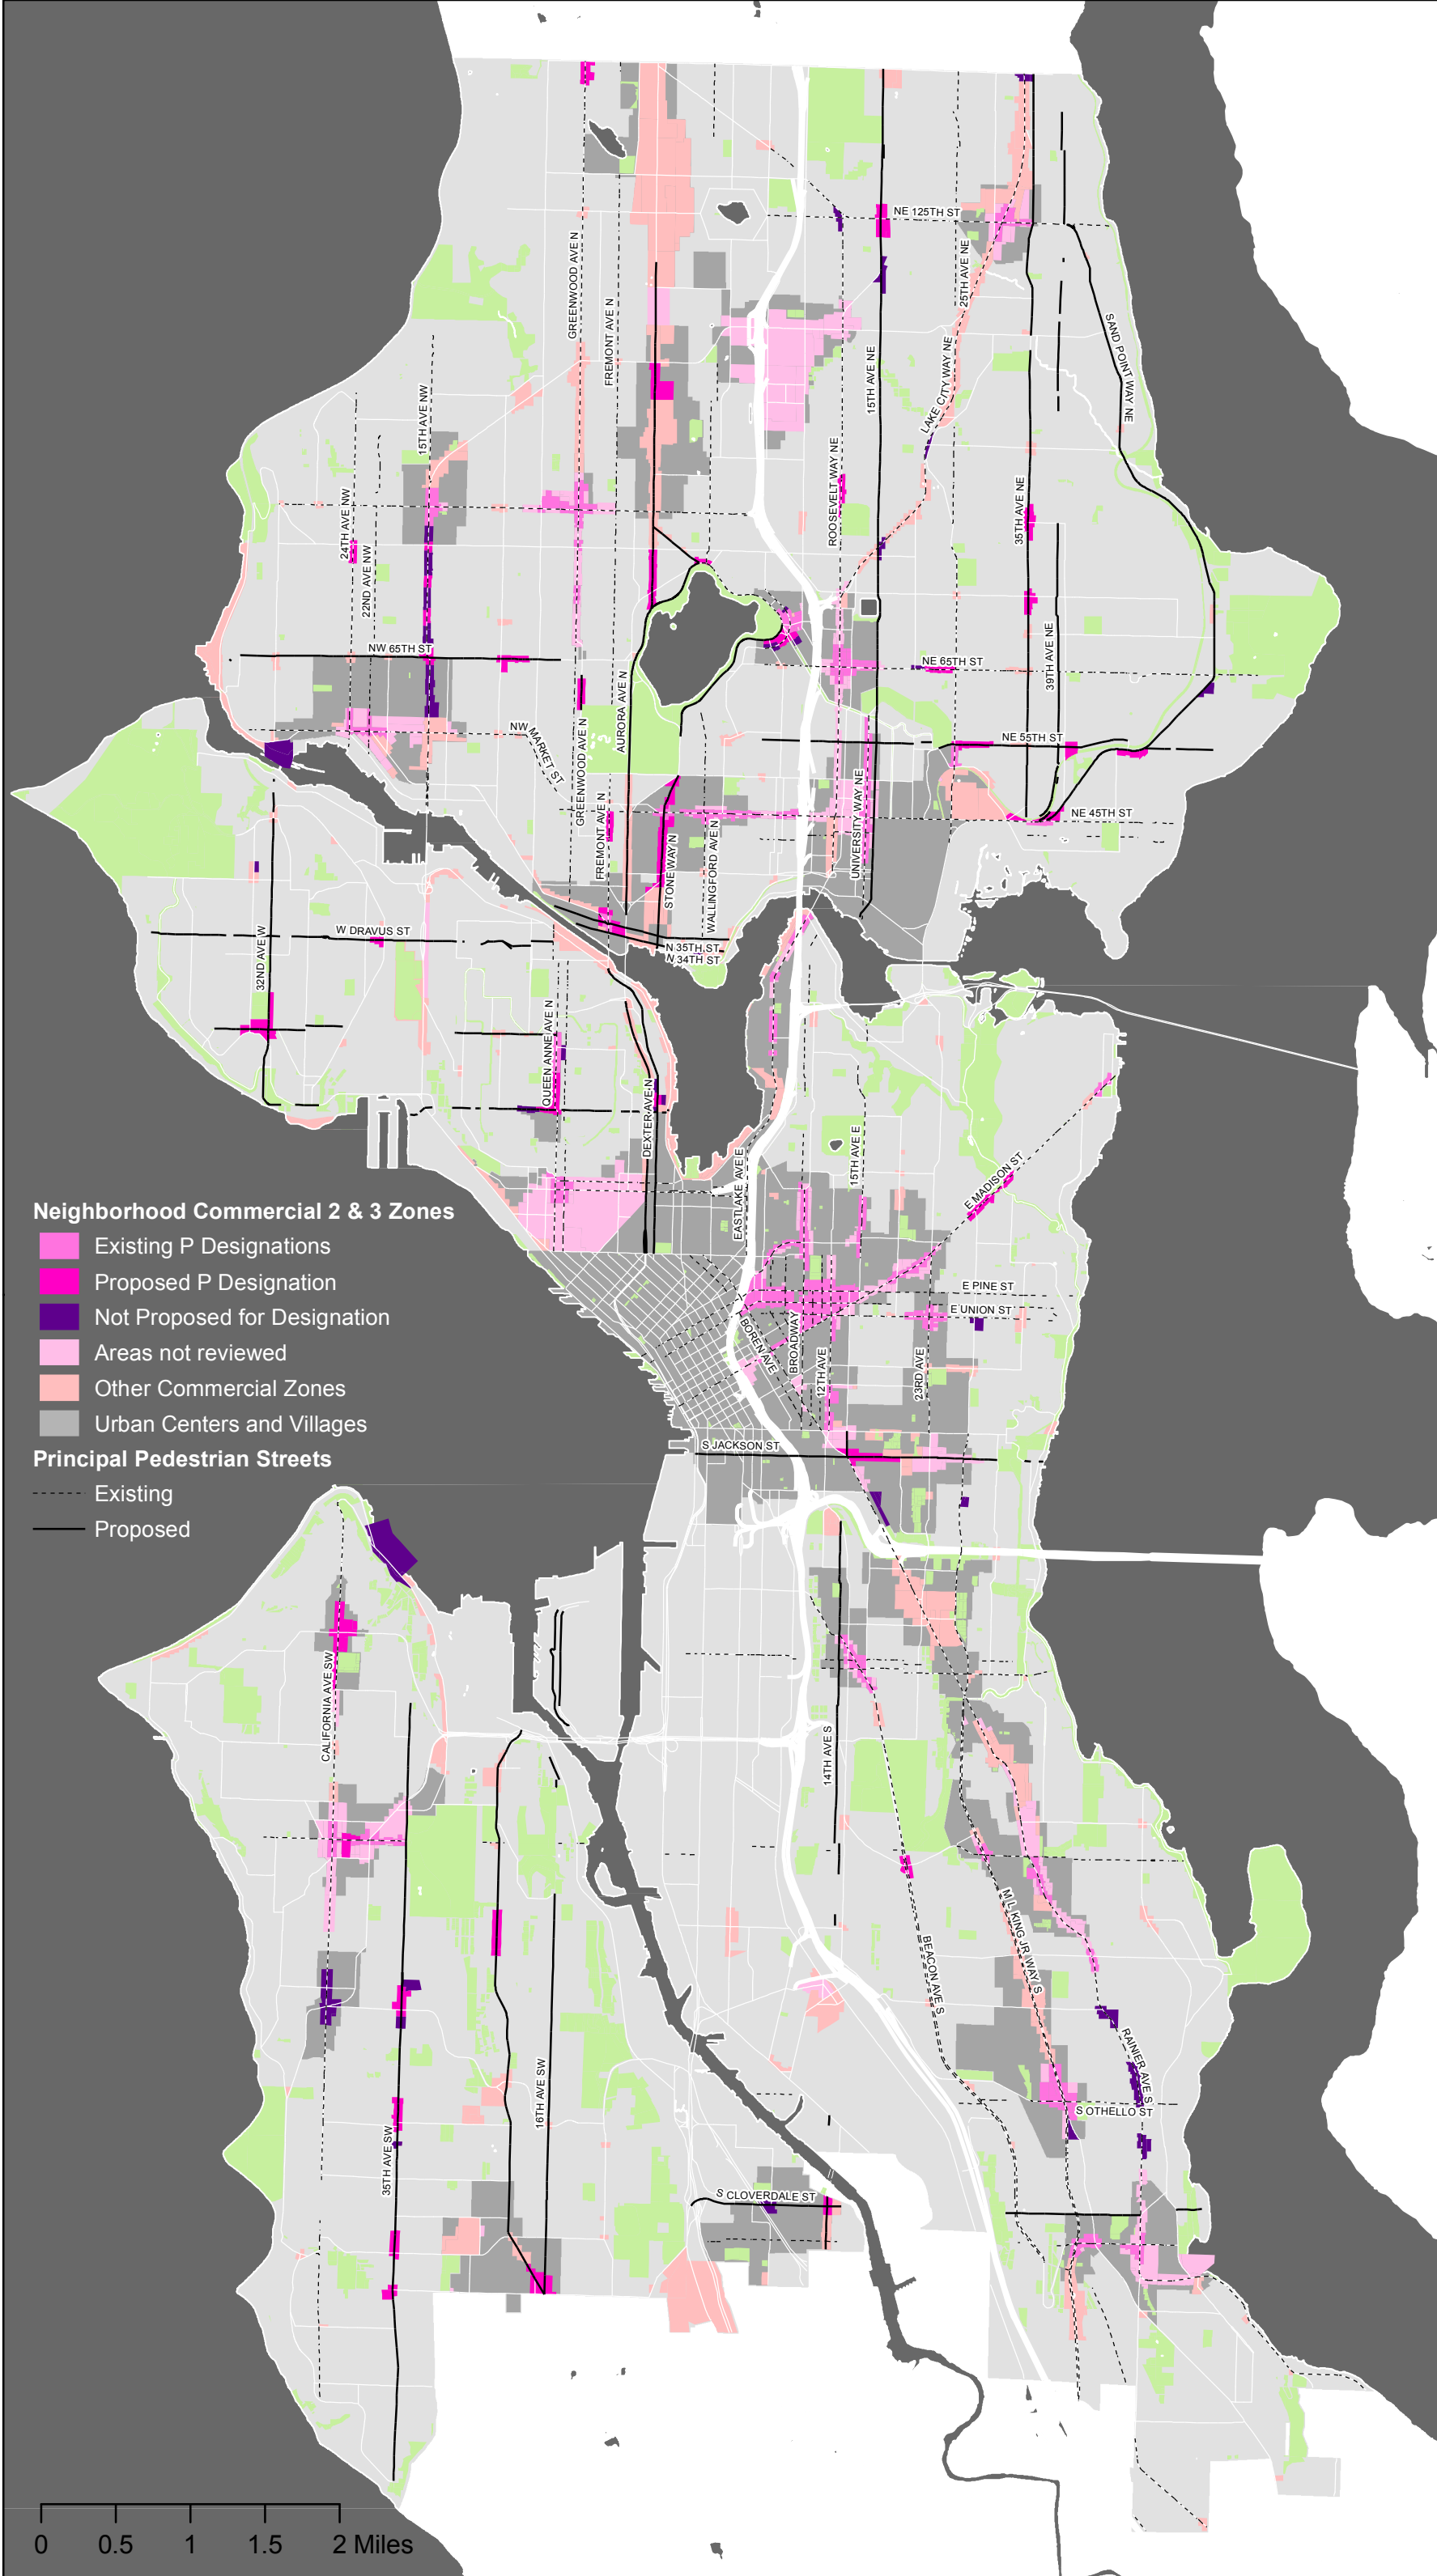 NE 125TH ST
GREENWOOD AVE N
FREMONT AVE N
25TH AVE NE
SAND POINT WAY NE
15TH AVE NE
LAKE CITY WAY NE
15TH AVE NW
ROOSEVELT WAY NE
24TH AVE NW
35TH AVE NE
22ND AVE NW
NW 65TH ST
39TH AVE NE
NE 65TH ST
AURORA AVE N
NW MARKET ST
GREENWOOD AVE N
NE 55TH ST
UNIVERSITY WAY NE
FREMONT AVE N
STONE WAY N
WALLINGFORD AVE N
NE 45TH ST
32ND AVE W
W DRAVUS ST
N 35TH ST
N 34TH ST
QUEEN ANNE AVE N
DEXTER AVE N
15TH AVE E
EASTLAKE AVE E
E MADISON ST
Neighborhood Commercial 2 & 3 Zones
Existing P Designations
Proposed P Designation
Not Proposed for Designation
Areas not reviewed
Other Commercial Zones
Urban Centers and Villages
Principal Pedestrian Streets
Existing
Proposed
E PINE ST
E UNION ST
BOREN AVE
BROADWAY
12TH AVE
23RD AVE
S JACKSON ST
CALIFORNIA AVE SW
14TH AVE S
M L KING JR WAY S
BEACON AVE S
RAINIER AVE S
16TH AVE SW
S OTHELLO ST
35TH AVE SW
S CLOVERDALE ST
0 0.5 1 1.5 2 Miles